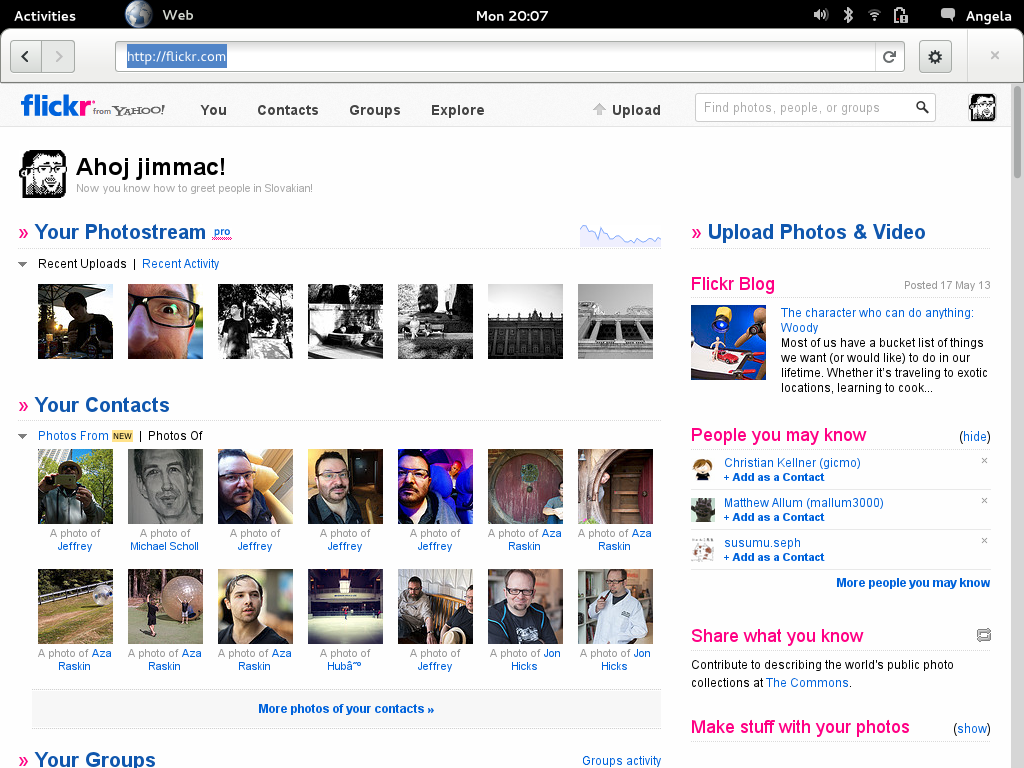 Activities Web Mon 20:07 Angela
http://flickr.com
flickr from YAHOO! You Contacts Groups Explore Upload Find photos, people, or groups
Ahoj jimmac!
Now you know how to greet people in Slovakian!
» Your Photostream pro
Recent Uploads | Recent Activity
» Your Contacts
Photos From NEW | Photos Of
A photo of Jeffrey
A photo of Michael Scholl
A photo of Jeffrey
A photo of Jeffrey
A photo of Jeffrey
A photo of Aza Raskin
A photo of Aza Raskin
A photo of Aza Raskin
A photo of Aza Raskin
A photo of Aza Raskin
A photo of Hubâ˜º
A photo of Jeffrey
A photo of Jon Hicks
A photo of Jon Hicks
More photos of your contacts »
» Your Groups Groups activity
» Upload Photos & Video
Flickr Blog Posted 17 May 13
The character who can do anything:
Woody
Most of us have a bucket list of things
we want (or would like) to do in our
lifetime. Whether it's traveling to exotic
locations, learning to cook...
People you may know (hide)
Christian Kellner (gicmo)
+ Add as a Contact
Matthew Allum (mallum3000)
+ Add as a Contact
susumu.seph
+ Add as a Contact
More people you may know
Share what you know
Contribute to describing the world's public photo
collections at The Commons.
Make stuff with your photos (show)